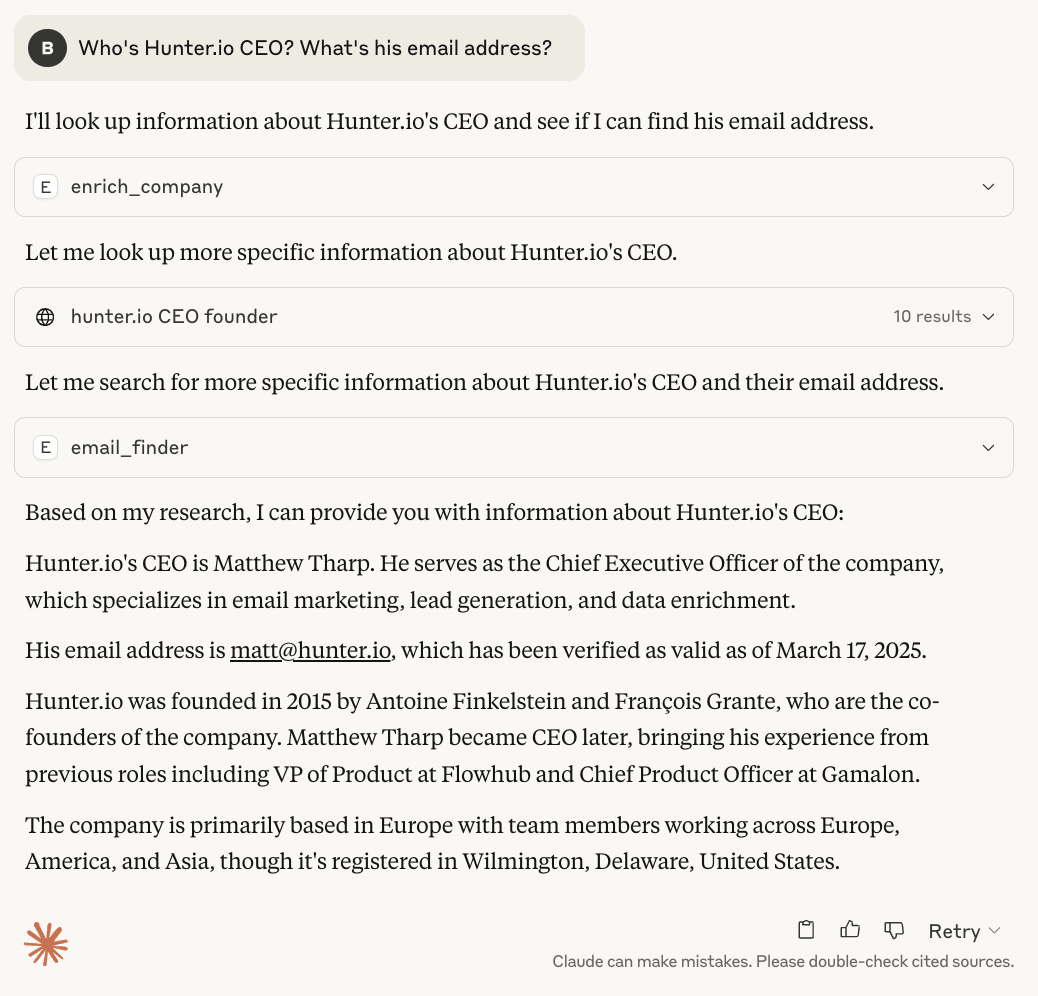 B Who's Hunter.io CEO? What's his email address?
I'll look up information about Hunter.io's CEO and see if I can find his email address.
E enrich_company
Let me look up more specific information about Hunter.io's CEO.
hunter.io CEO founder 10 results
Let me search for more specific information about Hunter.io's CEO and their email address.
E email_finder
Based on my research, I can provide you with information about Hunter.io's CEO:
Hunter.io's CEO is Matthew Tharp. He serves as the Chief Executive Officer of the company,
which specializes in email marketing, lead generation, and data enrichment.
His email address is matt@hunter.io, which has been verified as valid as of March 17, 2025.
Hunter.io was founded in 2015 by Antoine Finkelstein and François Grante, who are the co-
founders of the company. Matthew Tharp became CEO later, bringing his experience from
previous roles including VP of Product at Flowhub and Chief Product Officer at Gamalon.
The company is primarily based in Europe with team members working across Europe,
America, and Asia, though it's registered in Wilmington, Delaware, United States.
Retry
Claude can make mistakes. Please double-check cited sources.